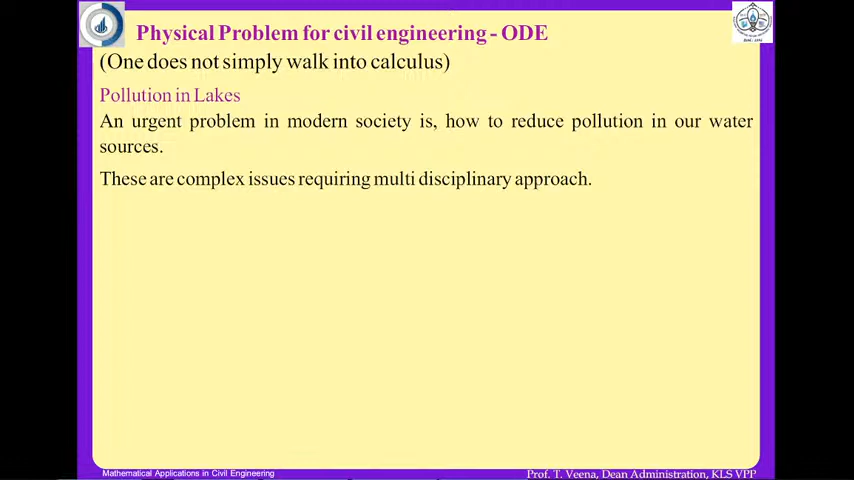 Physical Problem for civil engineering - ODE
(One does not simply walk into calculus)
Pollution in Lakes
An urgent problem in modern society is, how to reduce pollution in our water
sources.
These are complex issues requiring multi disciplinary approach.
Mathematical Applications in Civil Engineering
Prof. T. Veena, Dean Administration, KLS VPP